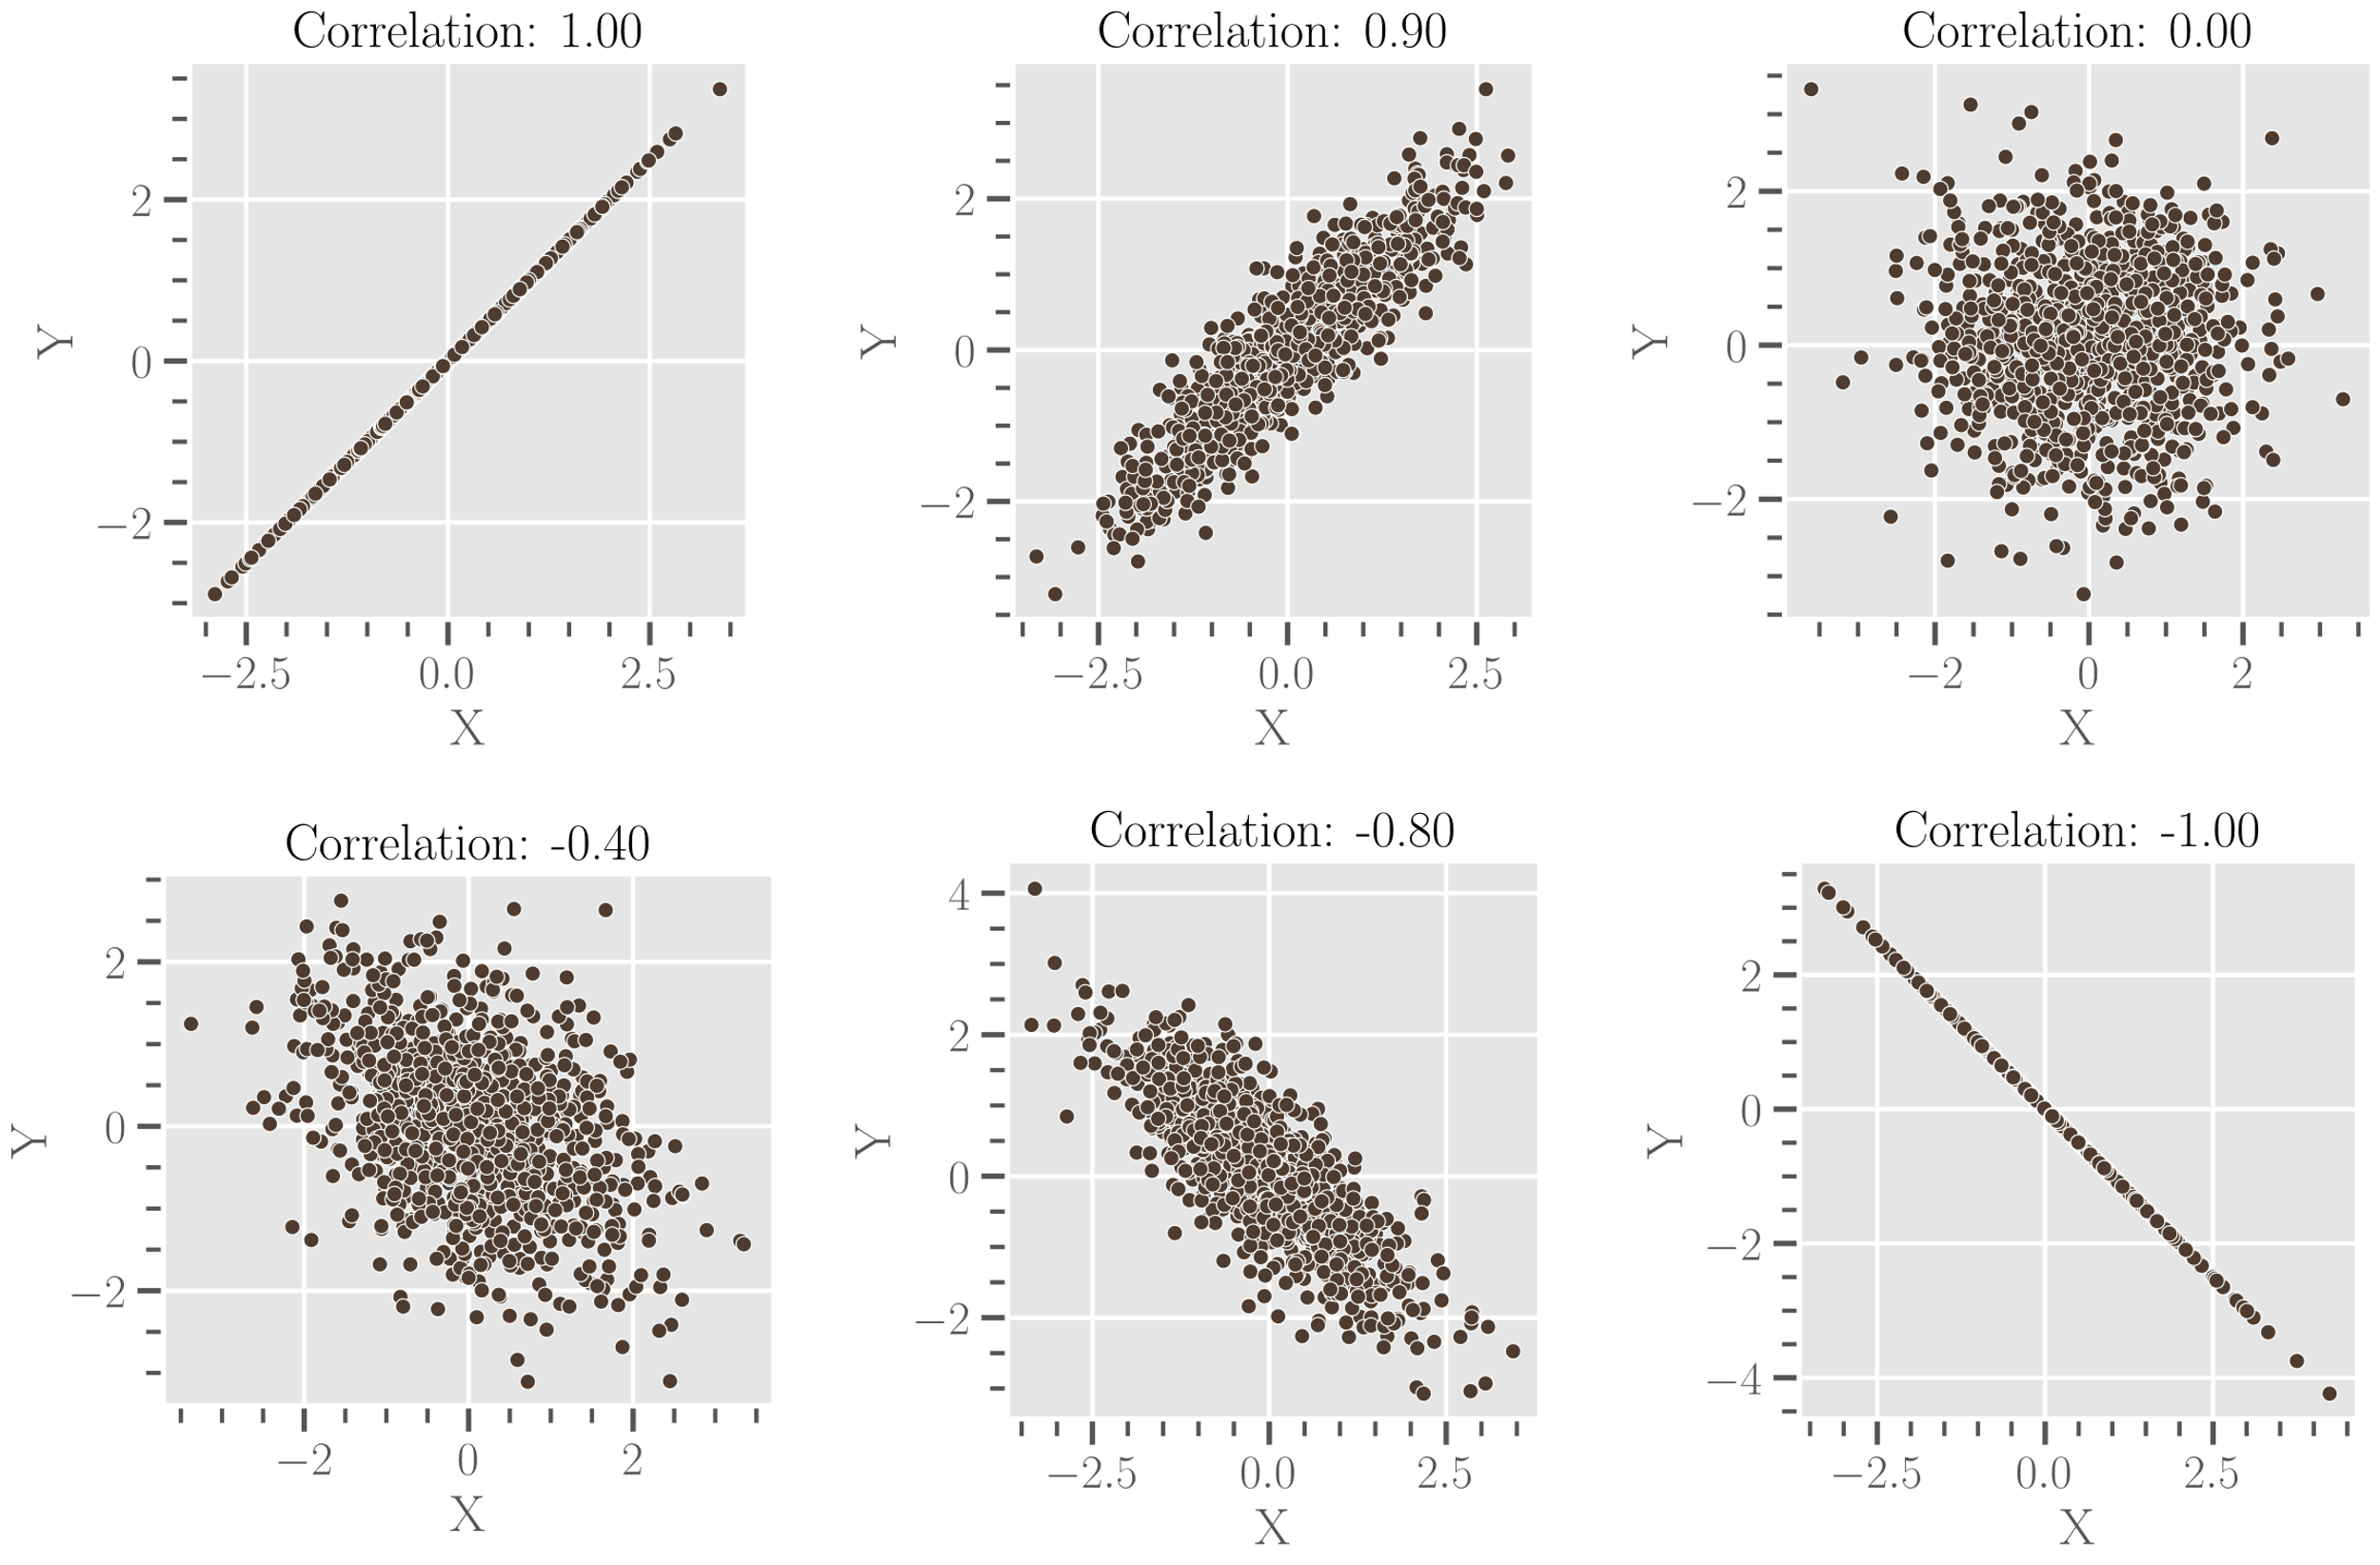 Correlation: 1.00
Y
2
0
−2
−2.5 0.0 2.5
X
Correlation: 0.90
Y
2
0
−2
−2.5 0.0 2.5
X
Correlation: 0.00
Y
2
0
−2
−2 0 2
X
Correlation: -0.40
Y
2
0
−2
−2 0 2
X
Correlation: -0.80
Y
4
2
0
−2
−2.5 0.0 2.5
X
Correlation: -1.00
Y
2
0
−2
−4
−2.5 0.0 2.5
X